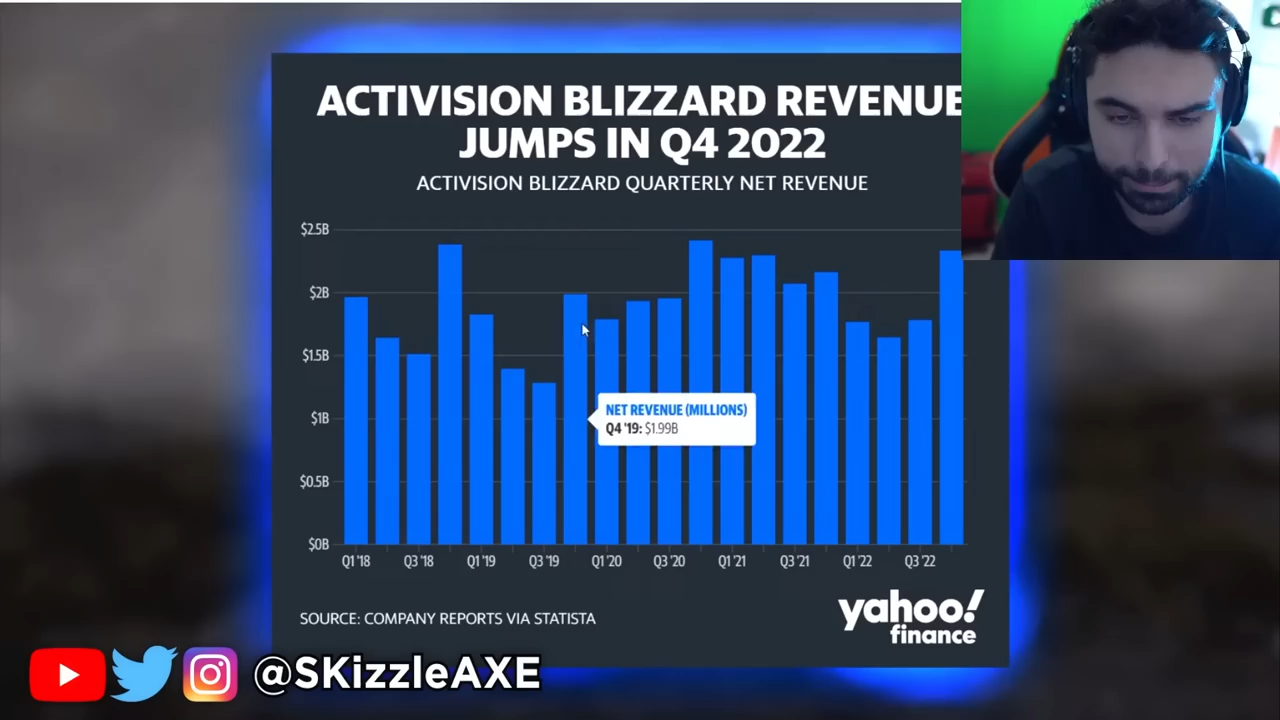 ACTIVISION BLIZZARD REVENUE
JUMPS IN Q4 2022
ACTIVISION BLIZZARD QUARTERLY NET REVENUE
$2.5B
$2B
$1.5B
$1B
$0.5B
$0B
NET REVENUE (MILLIONS)
Q4 '19: $1.99B
Q1 '18
Q3 '18
Q1 '19
Q3 '19
Q1 '20
Q3 '20
Q1 '21
Q3 '21
Q1 '22
Q3 '22
SOURCE: COMPANY REPORTS VIA STATISTA
yahoo!
finance
@SKizzleAXE